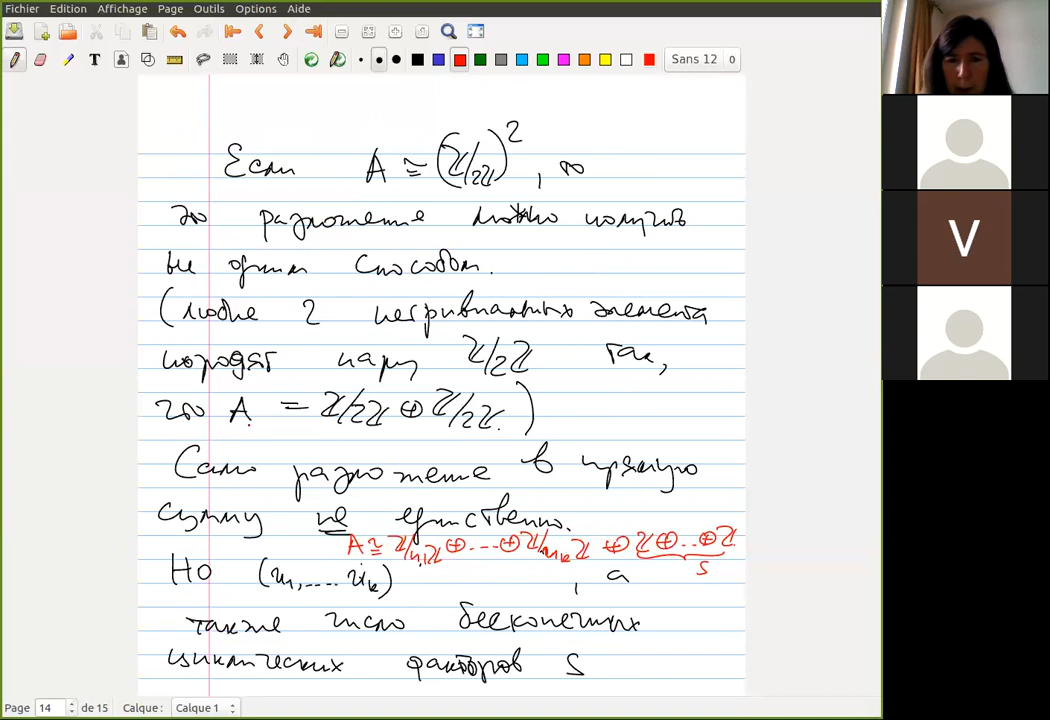 Fichier Edition Affichage Page Outils Options Aide
Sans 12
Если A ≅ (ℤ/2ℤ)², то
это разложение можно получить
не одним способом.
(любые 2 нетривиальных элемента
породят пару ℤ/2ℤ так,
что A = ℤ/2ℤ ⊕ ℤ/2ℤ.)
Само разложение в прямую
сумму не единственно.
A ≅ ℤ/n₁ℤ ⊕ .... ⊕ ℤ/nₖℤ ⊕ ℤ⊕...⊕ℤ
s
Но (n₁, .... nₖ) , а
также число бесконечных
циклических факторов s
V
Page 14 de 15 Calque : Calque 1